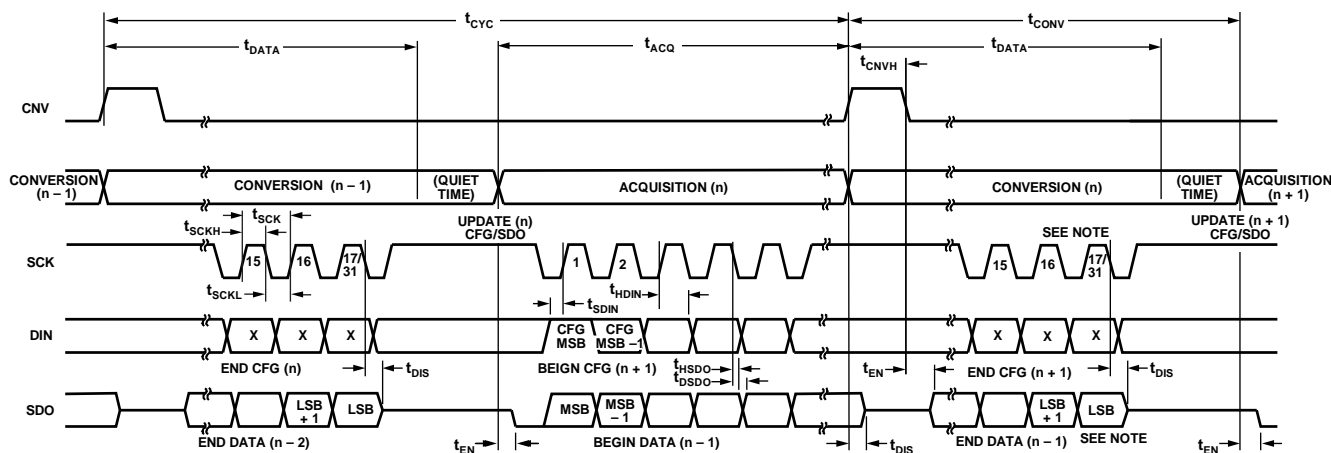 tCYC tCONV
tDATA tACQ tDATA
tCNVH
CNV
CONVERSION (n – 1) CONVERSION (n – 1) (QUIET TIME) ACQUISITION (n) CONVERSION (n) (QUIET TIME) ACQUISITION (n + 1)
UPDATE (n) CFG/SDO UPDATE (n + 1) CFG/SDO
tSCK
tSCKH
SEE NOTE
SCK 15 16 17/31 1 2 15 16 17/31
tSCKL tHDIN
tSDIN
DIN X X X CFG MSB CFG MSB –1 X X X
END CFG (n) tDIS BEIGN CFG (n + 1) tHSDO tDSDO tEN END CFG (n + 1) tDIS
SDO LSB + 1 LSB MSB MSB –1 LSB + 1 LSB
END DATA (n – 2) tEN BEGIN DATA (n – 1) tDIS END DATA (n – 1) SEE NOTE tEN